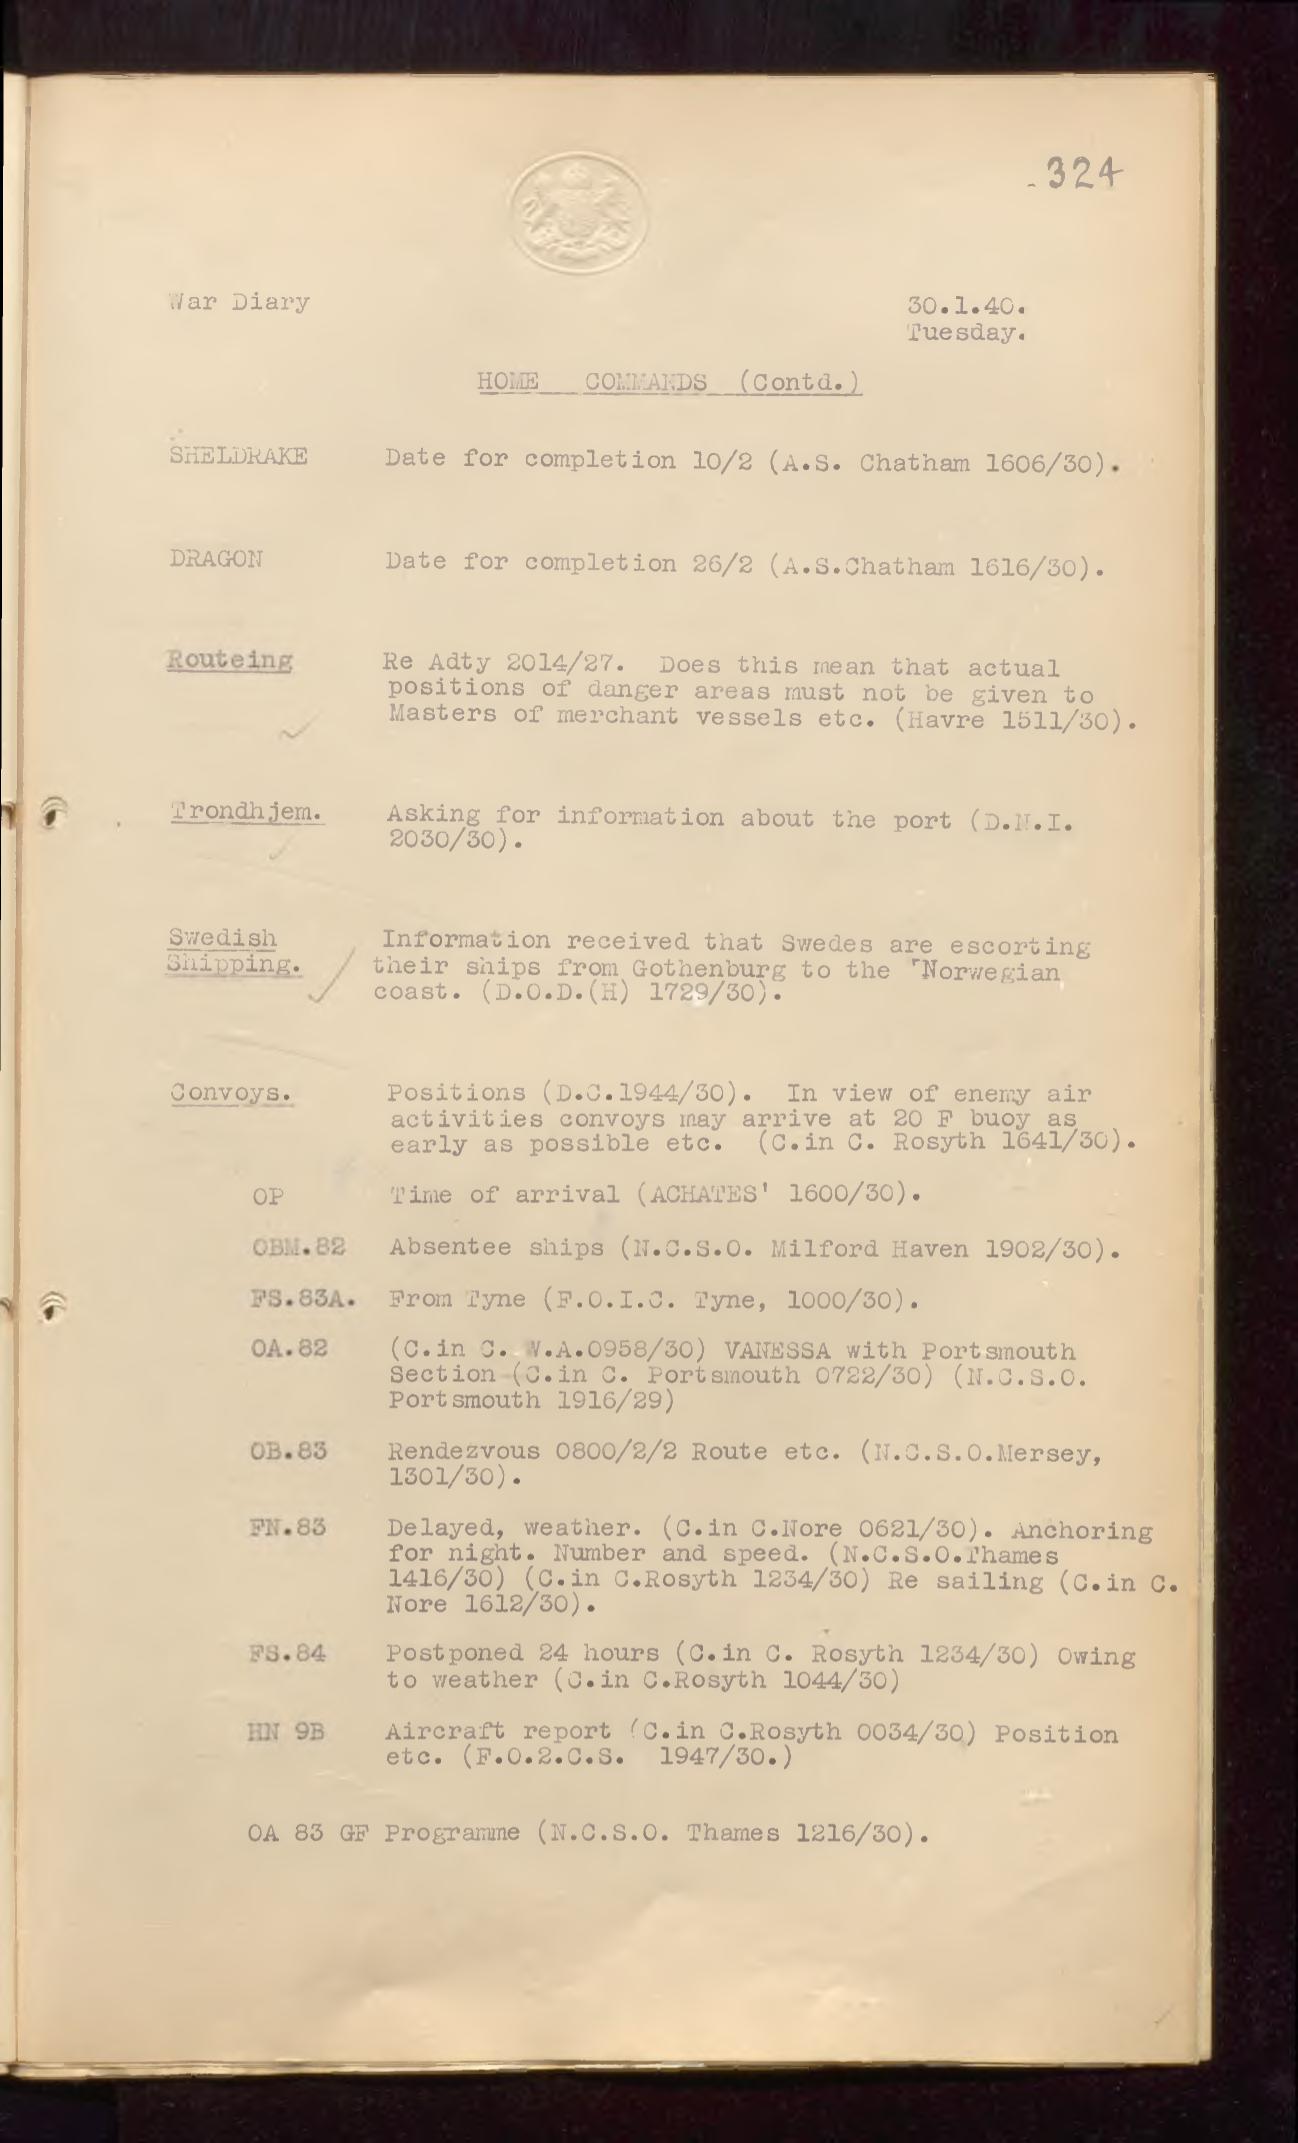 324
War Diary
30.1.40.
Tuesday.
HOME COMMANDS (Contd.)
SHELDRAKE Date for completion 10/2 (A.S. Chatham 1606/30).
DRAGON Date for completion 26/2 (A.S.Chatham 1616/30).
Routeing Re Adty 2014/27. Does this mean that actual
positions of danger areas must not be given to
Masters of merchant vessels etc. (Havre 1511/30).
Trondhjem. Asking for information about the port (D.N.I.
2030/30).
Swedish Information received that Swedes are escorting
Shipping. their ships from Gothenburg to the Norwegian
coast. (D.O.D.(H) 1729/30).
Convoys. Positions (D.C.1944/30). In view of enemy air
activities convoys may arrive at 20 F buoy as
early as possible etc. (C.in C. Rosyth 1641/30).
OP Time of arrival (ACHATES' 1600/30).
OBM.82 Absentee ships (N.C.S.O. Milford Haven 1902/30).
FS.83A. From Tyne (F.O.I.C. Tyne, 1000/30).
OA.82 (C.in C. W.A.0958/30) VANESSA with Portsmouth
Section (C.in C. Portsmouth 0722/30) (N.C.S.O.
Portsmouth 1916/29)
OB.83 Rendezvous 0800/2/2 Route etc. (N.C.S.O.Mersey,
1301/30).
FN.83 Delayed, weather. (C.in C.Nore 0621/30). Anchoring
for night. Number and speed. (N.C.S.O.Thames
1416/30) (C.in C.Rosyth 1234/30) Re sailing (C.in C.
Nore 1612/30).
FS.84 Postponed 24 hours (C.in C. Rosyth 1234/30) Owing
to weather (C.in C.Rosyth 1044/30)
HN 9B Aircraft report (C.in C.Rosyth 0034/30) Position
etc. (F.O.2.C.S. 1947/30.)
OA 83 GF Programme (N.C.S.O. Thames 1216/30).